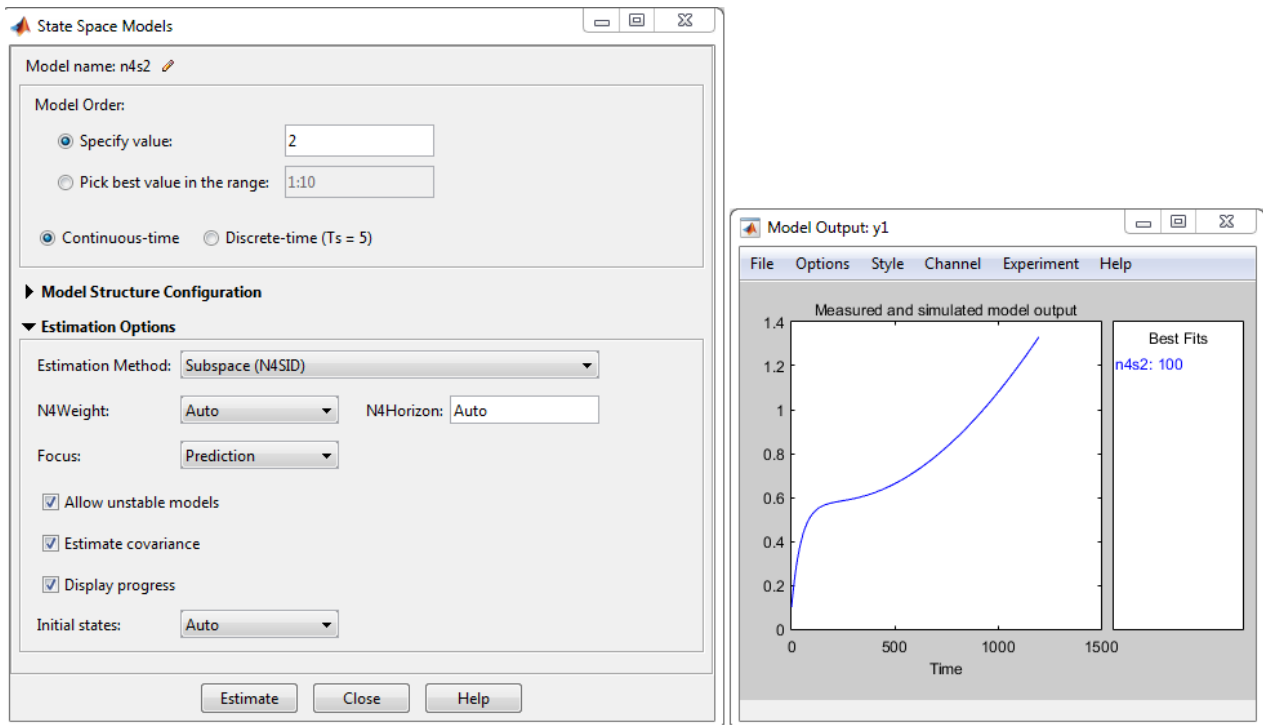 State Space Models
Model name: n4s2
Model Order:
Specify value: 2
Pick best value in the range: 1:10
Continuous-time Discrete-time (Ts = 5)
Model Structure Configuration
Estimation Options
Estimation Method: Subspace (N4SID)
N4Weight: Auto N4Horizon: Auto
Focus: Prediction
Allow unstable models
Estimate covariance
Display progress
Initial states: Auto
Estimate Close Help
Model Output: y1
File Options Style Channel Experiment Help
Measured and simulated model output
1.4
1.2
1
0.8
0.6
0.4
0.2
0
0 500 1000 1500
Time
Best Fits
n4s2: 100